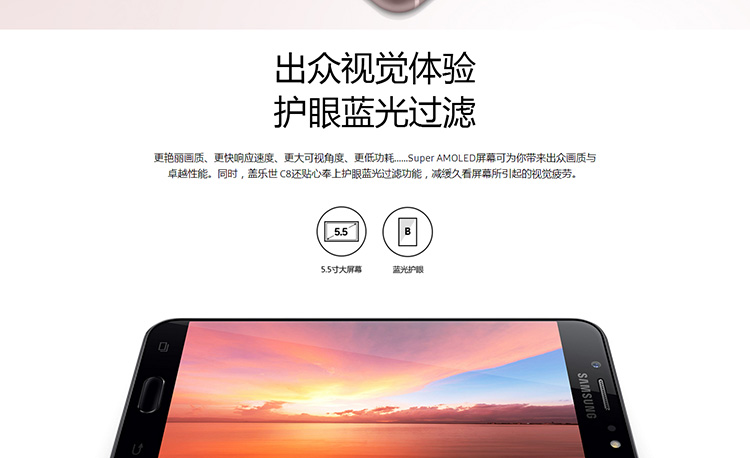 出众视觉体验
护眼蓝光过滤
更艳丽画质、更快响应速度、更大可视角度、更低功耗......Super AMOLED屏幕可为你带来出众画质与
卓越性能。同时，盖乐世 C8还贴心奉上护眼蓝光过滤功能，减缓久看屏幕所引起的视觉疲劳。
5.5
B
5.5寸大屏幕
蓝光护眼
SAMSUNG